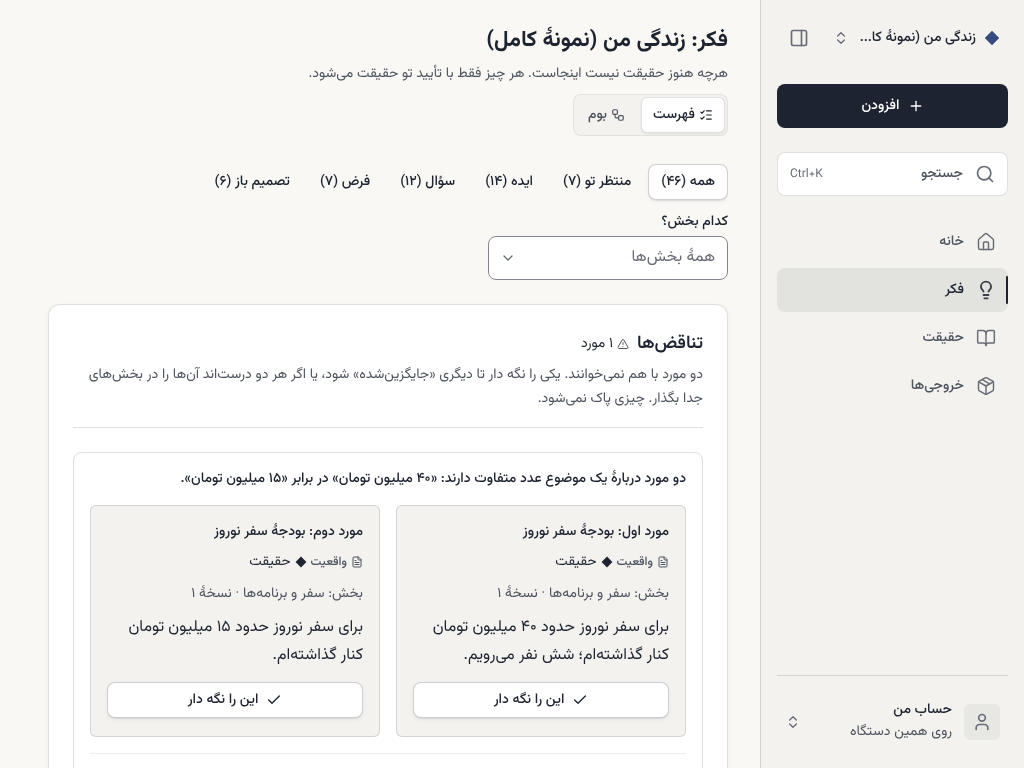 زندگی من (نمونهٔ کا...
افزودن
جستجو
Ctrl+K
خانه
فکر
حقیقت
خروجی‌ها
حساب من
روی همین دستگاه
فکر: زندگی من (نمونهٔ کامل)
هرچه هنوز حقیقت نیست اینجاست. هر چیز فقط با تأیید تو حقیقت می‌شود.
فهرست
بوم
همه (۴۶)
منتظر تو (۷)
ایده (۱۴)
سؤال (۱۲)
فرض (۷)
تصمیم باز (۶)
کدام بخش؟
همهٔ بخش‌ها
تناقض‌ها
۱ مورد
دو مورد با هم نمی‌خوانند. یکی را نگه دار تا دیگری «جایگزین‌شده» شود، یا اگر هر دو درست‌اند آن‌ها را در بخش‌های
جدا بگذار. چیزی پاک نمی‌شود.
دو مورد دربارهٔ یک موضوع عدد متفاوت دارند: «۴۰ میلیون تومان» در برابر «۱۵ میلیون تومان».
مورد اول: بودجهٔ سفر نوروز
واقعیت ◆ حقیقت
بخش: سفر و برنامه‌ها · نسخهٔ ۱
برای سفر نوروز حدود ۴۰ میلیون تومان
کنار گذاشته‌ام؛ شش نفر می‌رویم.
این را نگه دار
مورد دوم: بودجهٔ سفر نوروز
واقعیت ◆ حقیقت
بخش: سفر و برنامه‌ها · نسخهٔ ۱
برای سفر نوروز حدود ۱۵ میلیون تومان
کنار گذاشته‌ام.
این را نگه دار